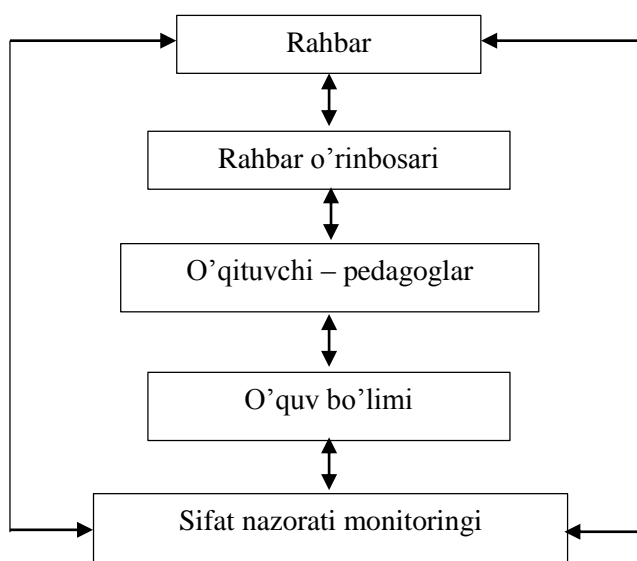 Rahbar
Rahbar o’rinbosari
O’qituvchi – pedagoglar
O’quv bo’limi
Sifat nazorati monitoringi